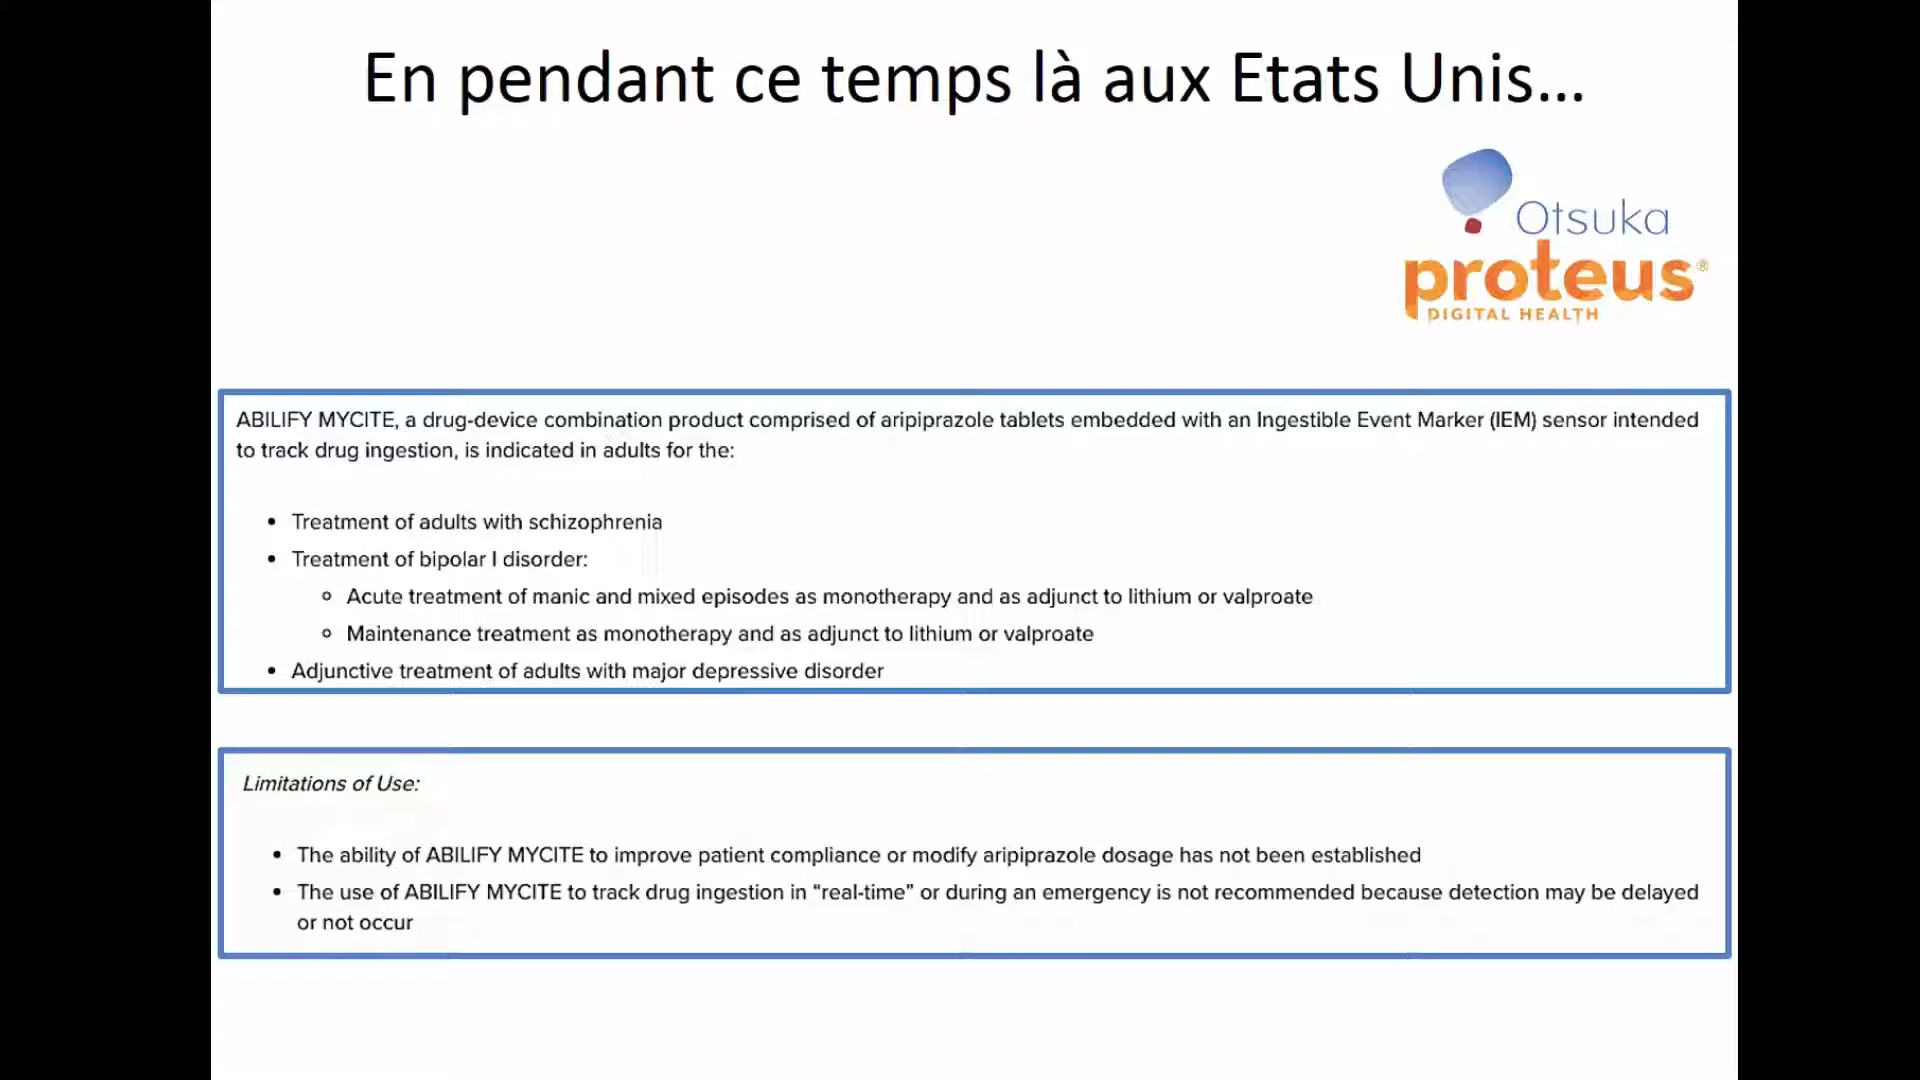 En pendant ce temps là aux Etats Unis...
Otsuka
proteus®
DIGITAL HEALTH
ABILIFY MYCITE, a drug-device combination product comprised of aripiprazole tablets embedded with an Ingestible Event Marker (IEM) sensor intended
to track drug ingestion, is indicated in adults for the:
• Treatment of adults with schizophrenia
• Treatment of bipolar I disorder:
◦ Acute treatment of manic and mixed episodes as monotherapy and as adjunct to lithium or valproate
◦ Maintenance treatment as monotherapy and as adjunct to lithium or valproate
• Adjunctive treatment of adults with major depressive disorder
Limitations of Use:
• The ability of ABILIFY MYCITE to improve patient compliance or modify aripiprazole dosage has not been established
• The use of ABILIFY MYCITE to track drug ingestion in “real-time” or during an emergency is not recommended because detection may be delayed
or not occur